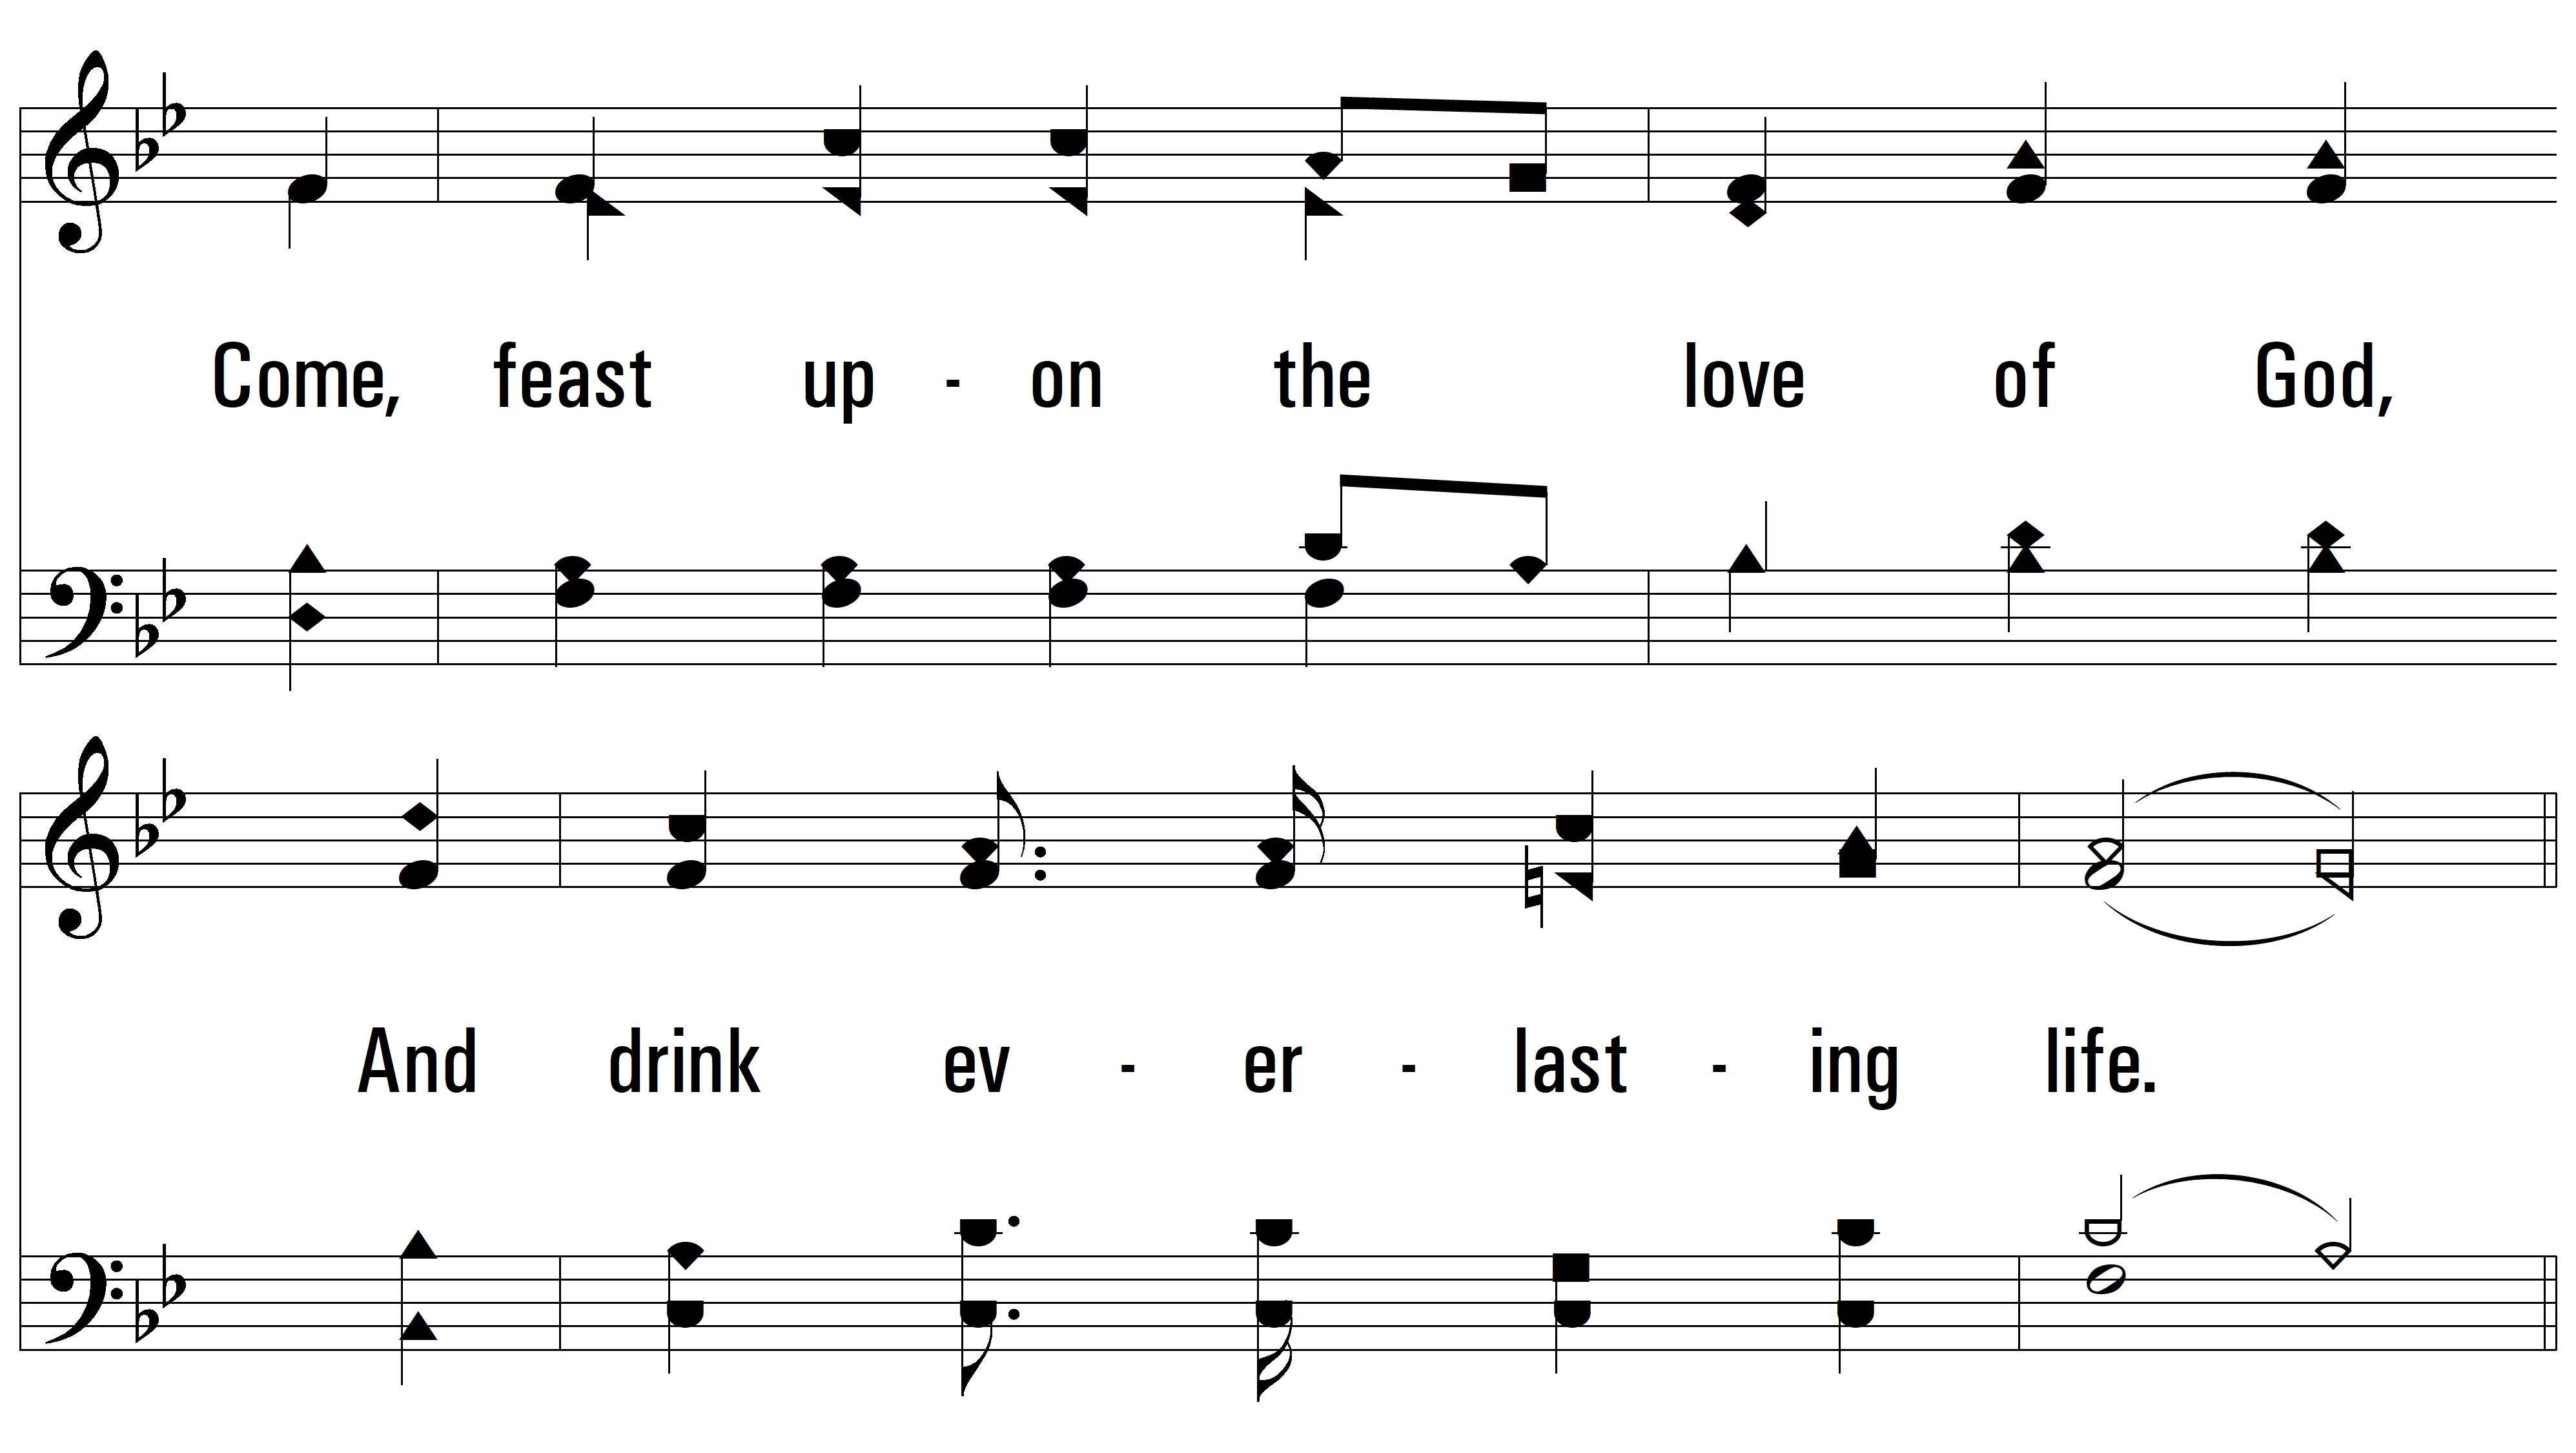 Come, feast up - on the love of God,
And drink ev - er - last - ing life.